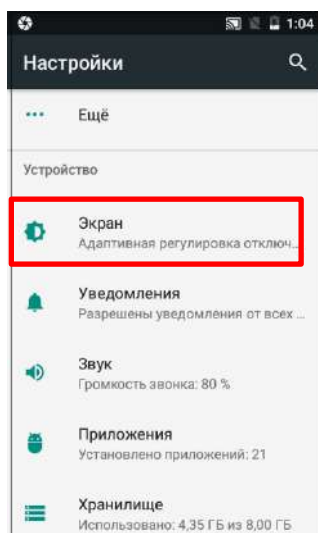 1:04
Настройки
Ещё
Устройство
Экран
Адаптивная регулировка отключ...
Уведомления
Разрешены уведомления от всех ...
Звук
Громкость звонка: 80 %
Приложения
Установлено приложений: 21
Хранилище
Использовано: 4,35 ГБ из 8,00 ГБ